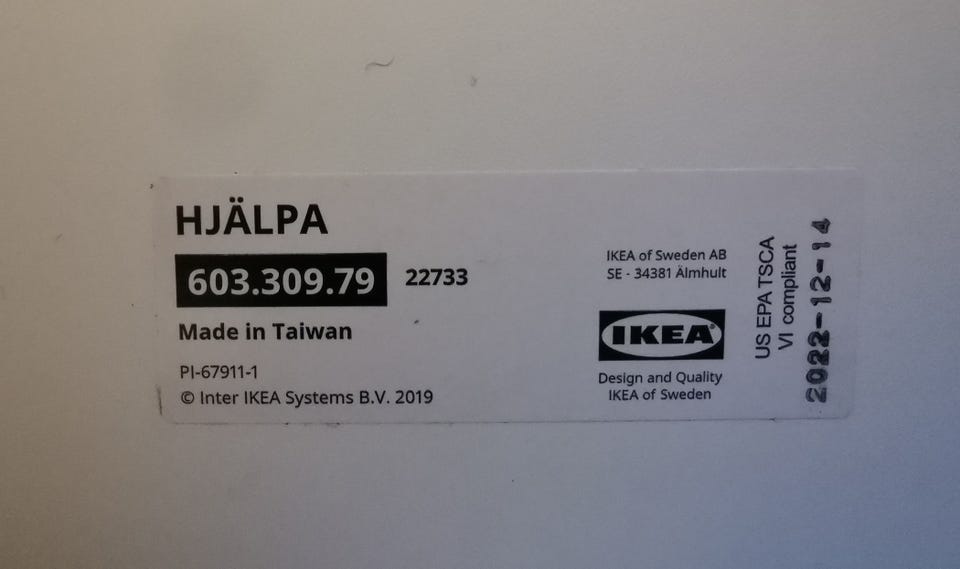 HJÄLPA
603.309.79 22733
Made in Taiwan
PI-67911-1
© Inter IKEA Systems B.V. 2019
IKEA of Sweden AB
SE - 34381 Älmhult
IKEA®
Design and Quality
IKEA of Sweden
US EPA TSCA
VI compliant
2022-12-14